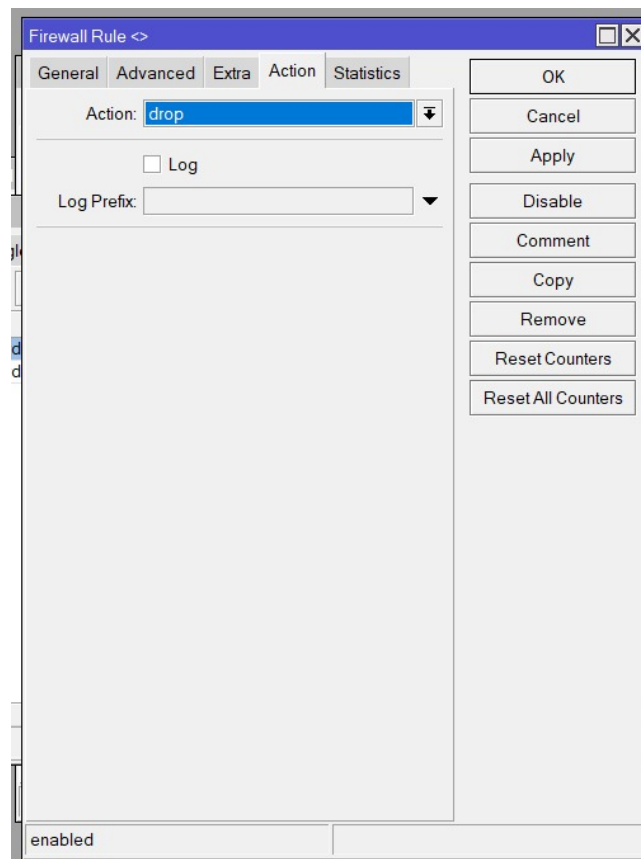 Firewall Rule <>
General Advanced Extra Action Statistics
Action: drop
Log
Log Prefix:
OK
Cancel
Apply
Disable
Comment
Copy
Remove
Reset Counters
Reset All Counters
d
d
enabled